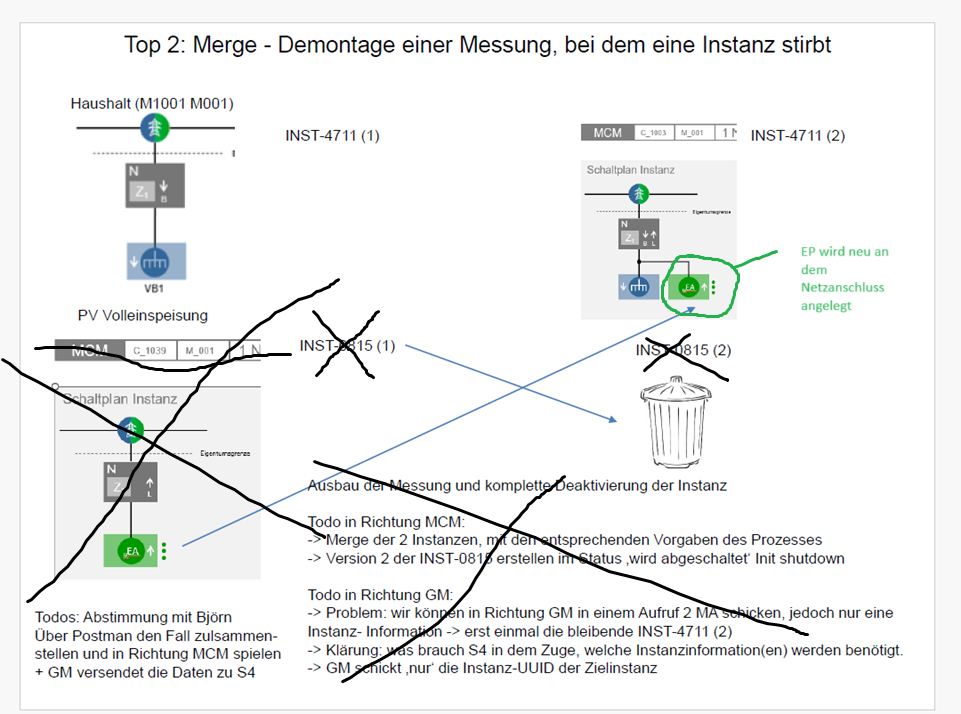 Top 2: Merge - Demontage einer Messung, bei dem eine Instanz stirbt
Haushalt (M1001 M001)
INST-4711 (1)
N
Z1
B
VB1
MCM C_1003 M_001 1 N
INST-4711 (2)
Schaltplan Instanz
Eigentumsgrenze
N
Z1
B L
EA
EP wird neu an
dem
Netzanschluss
angelegt
PV Volleinspeisung
MCM C_1039 M_001 1 N
INST-0815 (1)
INST-0815 (2)
Schaltplan Instanz
Eigentumsgrenze
N
Z
L
EA
Ausbau der Messung und komplette Deaktivierung der Instanz
Todo in Richtung MCM:
-> Merge der 2 Instanzen, mit den entsprechenden Vorgaben des Prozesses
-> Version 2 der INST-0815 erstellen im Status ‚wird abgeschaltet' Init shutdown
Todo in Richtung GM:
-> Problem: wir können in Richtung GM in einem Aufruf 2 MA schicken, jedoch nur eine
Instanz- Information -> erst einmal die bleibende INST-4711 (2)
-> Klärung: was brauch S4 in dem Zuge, welche Instanzinformation(en) werden benötigt.
-> GM schickt ‚nur' die Instanz-UUID der Zielinstanz
Todos: Abstimmung mit Björn
Über Postman den Fall zulsammen-
stellen und in Richtung MCM spielen
+ GM versendet die Daten zu S4